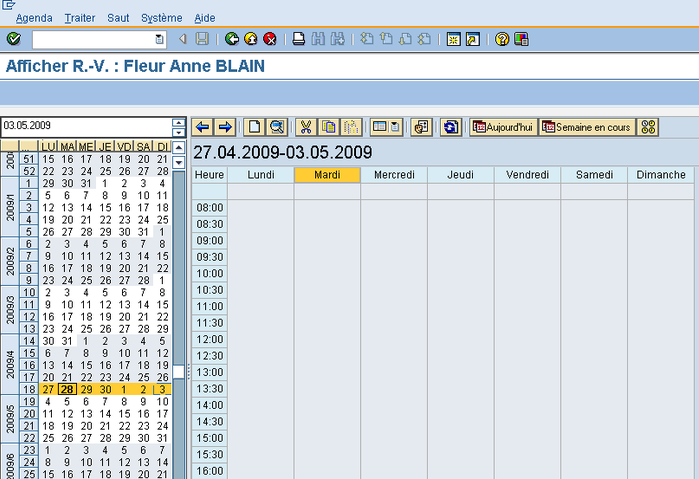 Agenda Traiter Saut Système Aide
Afficher R.-V. : Fleur Anne BLAIN
03.05.2009
Aujourd'hui Semaine en cours
27.04.2009-03.05.2009
... LU MA ME JE VD SA DI
Heure Lundi Mardi Mercredi Jeudi Vendredi Samedi Dimanche
200
51 15 16 17 18 19 20 21
52 22 23 24 25 26 27 28
2009/1
1 29 30 31 1 2 3 4
2 5 6 7 8 9 10 11
3 12 13 14 15 16 17 18
4 19 20 21 22 23 24 25
5 26 27 28 29 30 31 1
2009/2
6 2 3 4 5 6 7 8
7 9 10 11 12 13 14 15
8 16 17 18 19 20 21 22
9 23 24 25 26 27 28 1
2009/3
10 2 3 4 5 6 7 8
11 9 10 11 12 13 14 15
12 16 17 18 19 20 21 22
13 23 24 25 26 27 28 29
2009/4
14 30 31 1 2 3 4 5
15 6 7 8 9 10 11 12
16 13 14 15 16 17 18 19
17 20 21 22 23 24 25 26
18 27 28 29 30 1 2 3
2009/5
19 4 5 6 7 8 9 10
20 11 12 13 14 15 16 17
21 18 19 20 21 22 23 24
22 25 26 27 28 29 30 31
2009/6
23 1 2 3 4 5 6 7
24 8 9 10 11 12 13 14
25 15 16 17 18 19 20 21
08:00
08:30
09:00
09:30
10:00
10:30
11:00
11:30
12:00
12:30
13:00
13:30
14:00
14:30
15:00
15:30
16:00